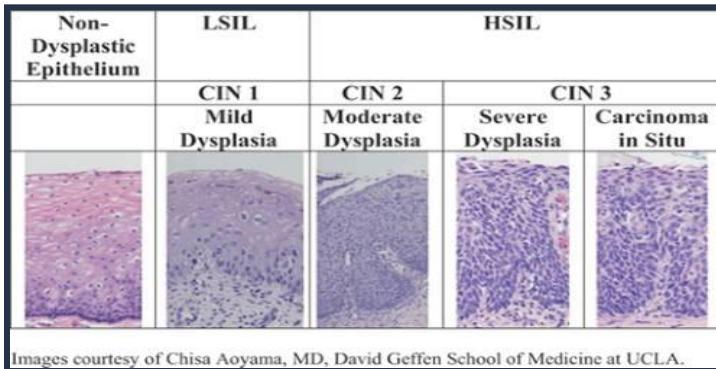 Non-
Dysplastic
Epithelium
LSIL
HSIL
CIN 1
CIN 2
CIN 3
Mild
Dysplasia
Moderate
Dysplasia
Severe
Dysplasia
Carcinoma
in Situ
Images courtesy of Chisa Aoyama, MD, David Geffen School of Medicine at UCLA.